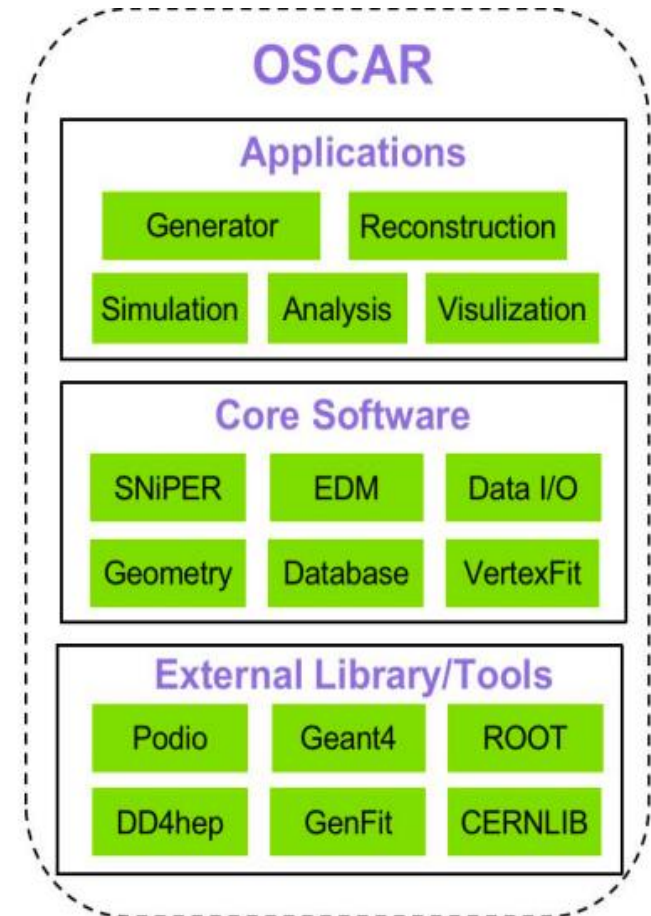 OSCAR
Applications
Generator Reconstruction
Simulation Analysis Visulization
Core Software
SNiPER EDM Data I/O
Geometry Database VertexFit
External Library/Tools
Podio Geant4 ROOT
DD4hep GenFit CERNLIB